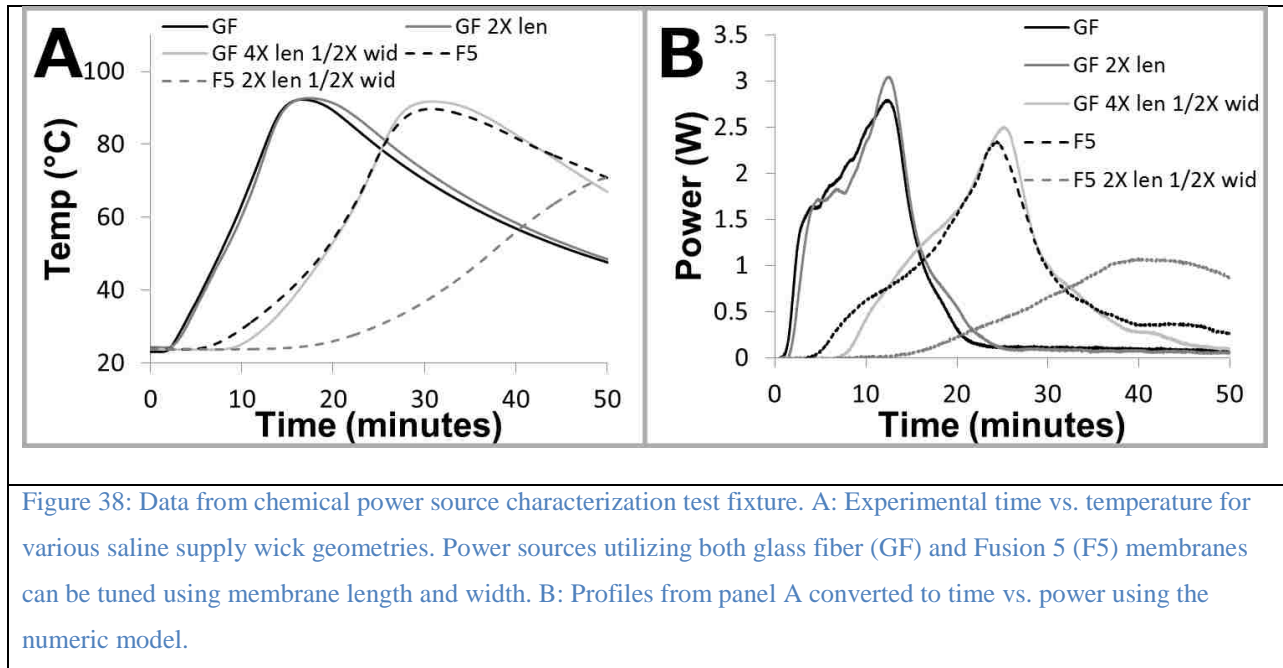 A
GF
GF 2X len
GF 4X len 1/2X wid
F5
F5 2X len 1/2X wid
Temp (°C)
100
80
60
40
20
0 10 20 30 40 50
Time (minutes)
B
GF
GF 2X len
GF 4X len 1/2X wid
F5
F5 2X len 1/2X wid
Power (W)
3.5
3
2.5
2
1.5
1
0.5
0
0 10 20 30 40 50
Time (minutes)
Figure 38: Data from chemical power source characterization test fixture. A: Experimental time vs. temperature for
various saline supply wick geometries. Power sources utilizing both glass fiber (GF) and Fusion 5 (F5) membranes
can be tuned using membrane length and width. B: Profiles from panel A converted to time vs. power using the
numeric model.